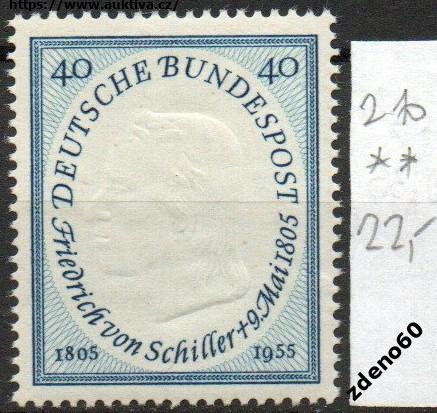 https://www.auktiva.cz/
40 40
DEUTSCHE BUNDESPOST
Friedrich von Schiller † 9. Mai 1805
1805 1955
210
**
22,-
zdeno60